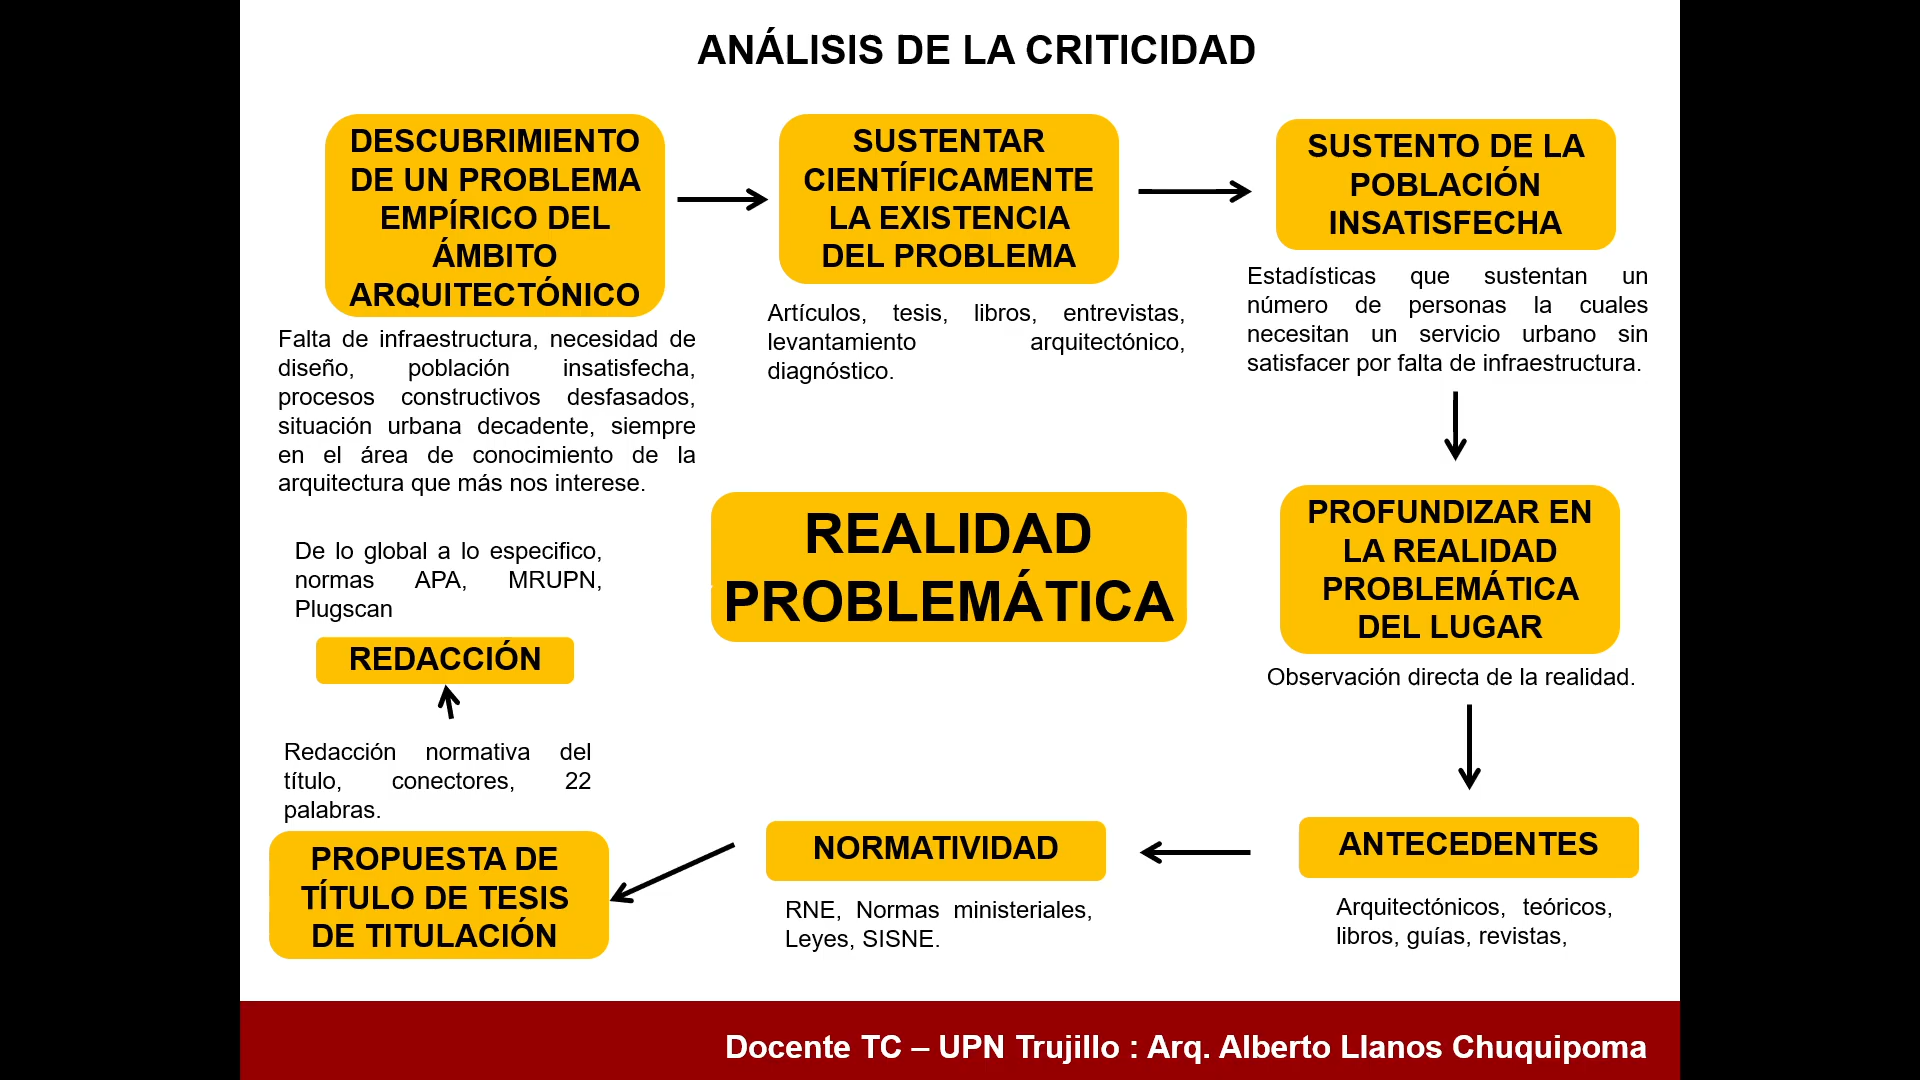 ANÁLISIS DE LA CRITICIDAD
DESCUBRIMIENTO
DE UN PROBLEMA
EMPÍRICO DEL
ÁMBITO
ARQUITECTÓNICO
Falta de infraestructura, necesidad de
diseño, población insatisfecha,
procesos constructivos desfasados,
situación urbana decadente, siempre
en el área de conocimiento de la
arquitectura que más nos interese.
SUSTENTAR
CIENTÍFICAMENTE
LA EXISTENCIA
DEL PROBLEMA
Artículos, tesis, libros, entrevistas,
levantamiento arquitectónico,
diagnóstico.
SUSTENTO DE LA
POBLACIÓN
INSATISFECHA
Estadísticas que sustentan un
número de personas la cuales
necesitan un servicio urbano sin
satisfacer por falta de infraestructura.
REALIDAD
PROBLEMÁTICA
PROFUNDIZAR EN
LA REALIDAD
PROBLEMÁTICA
DEL LUGAR
Observación directa de la realidad.
ANTECEDENTES
Arquitectónicos, teóricos,
libros, guías, revistas,
NORMATIVIDAD
RNE, Normas ministeriales,
Leyes, SISNE.
Redacción normativa del
título, conectores, 22
palabras.
PROPUESTA DE
TÍTULO DE TESIS
DE TITULACIÓN
De lo global a lo especifico,
normas APA, MRUPN,
Plugscan
REDACCIÓN
Docente TC – UPN Trujillo : Arq. Alberto Llanos Chuquipoma